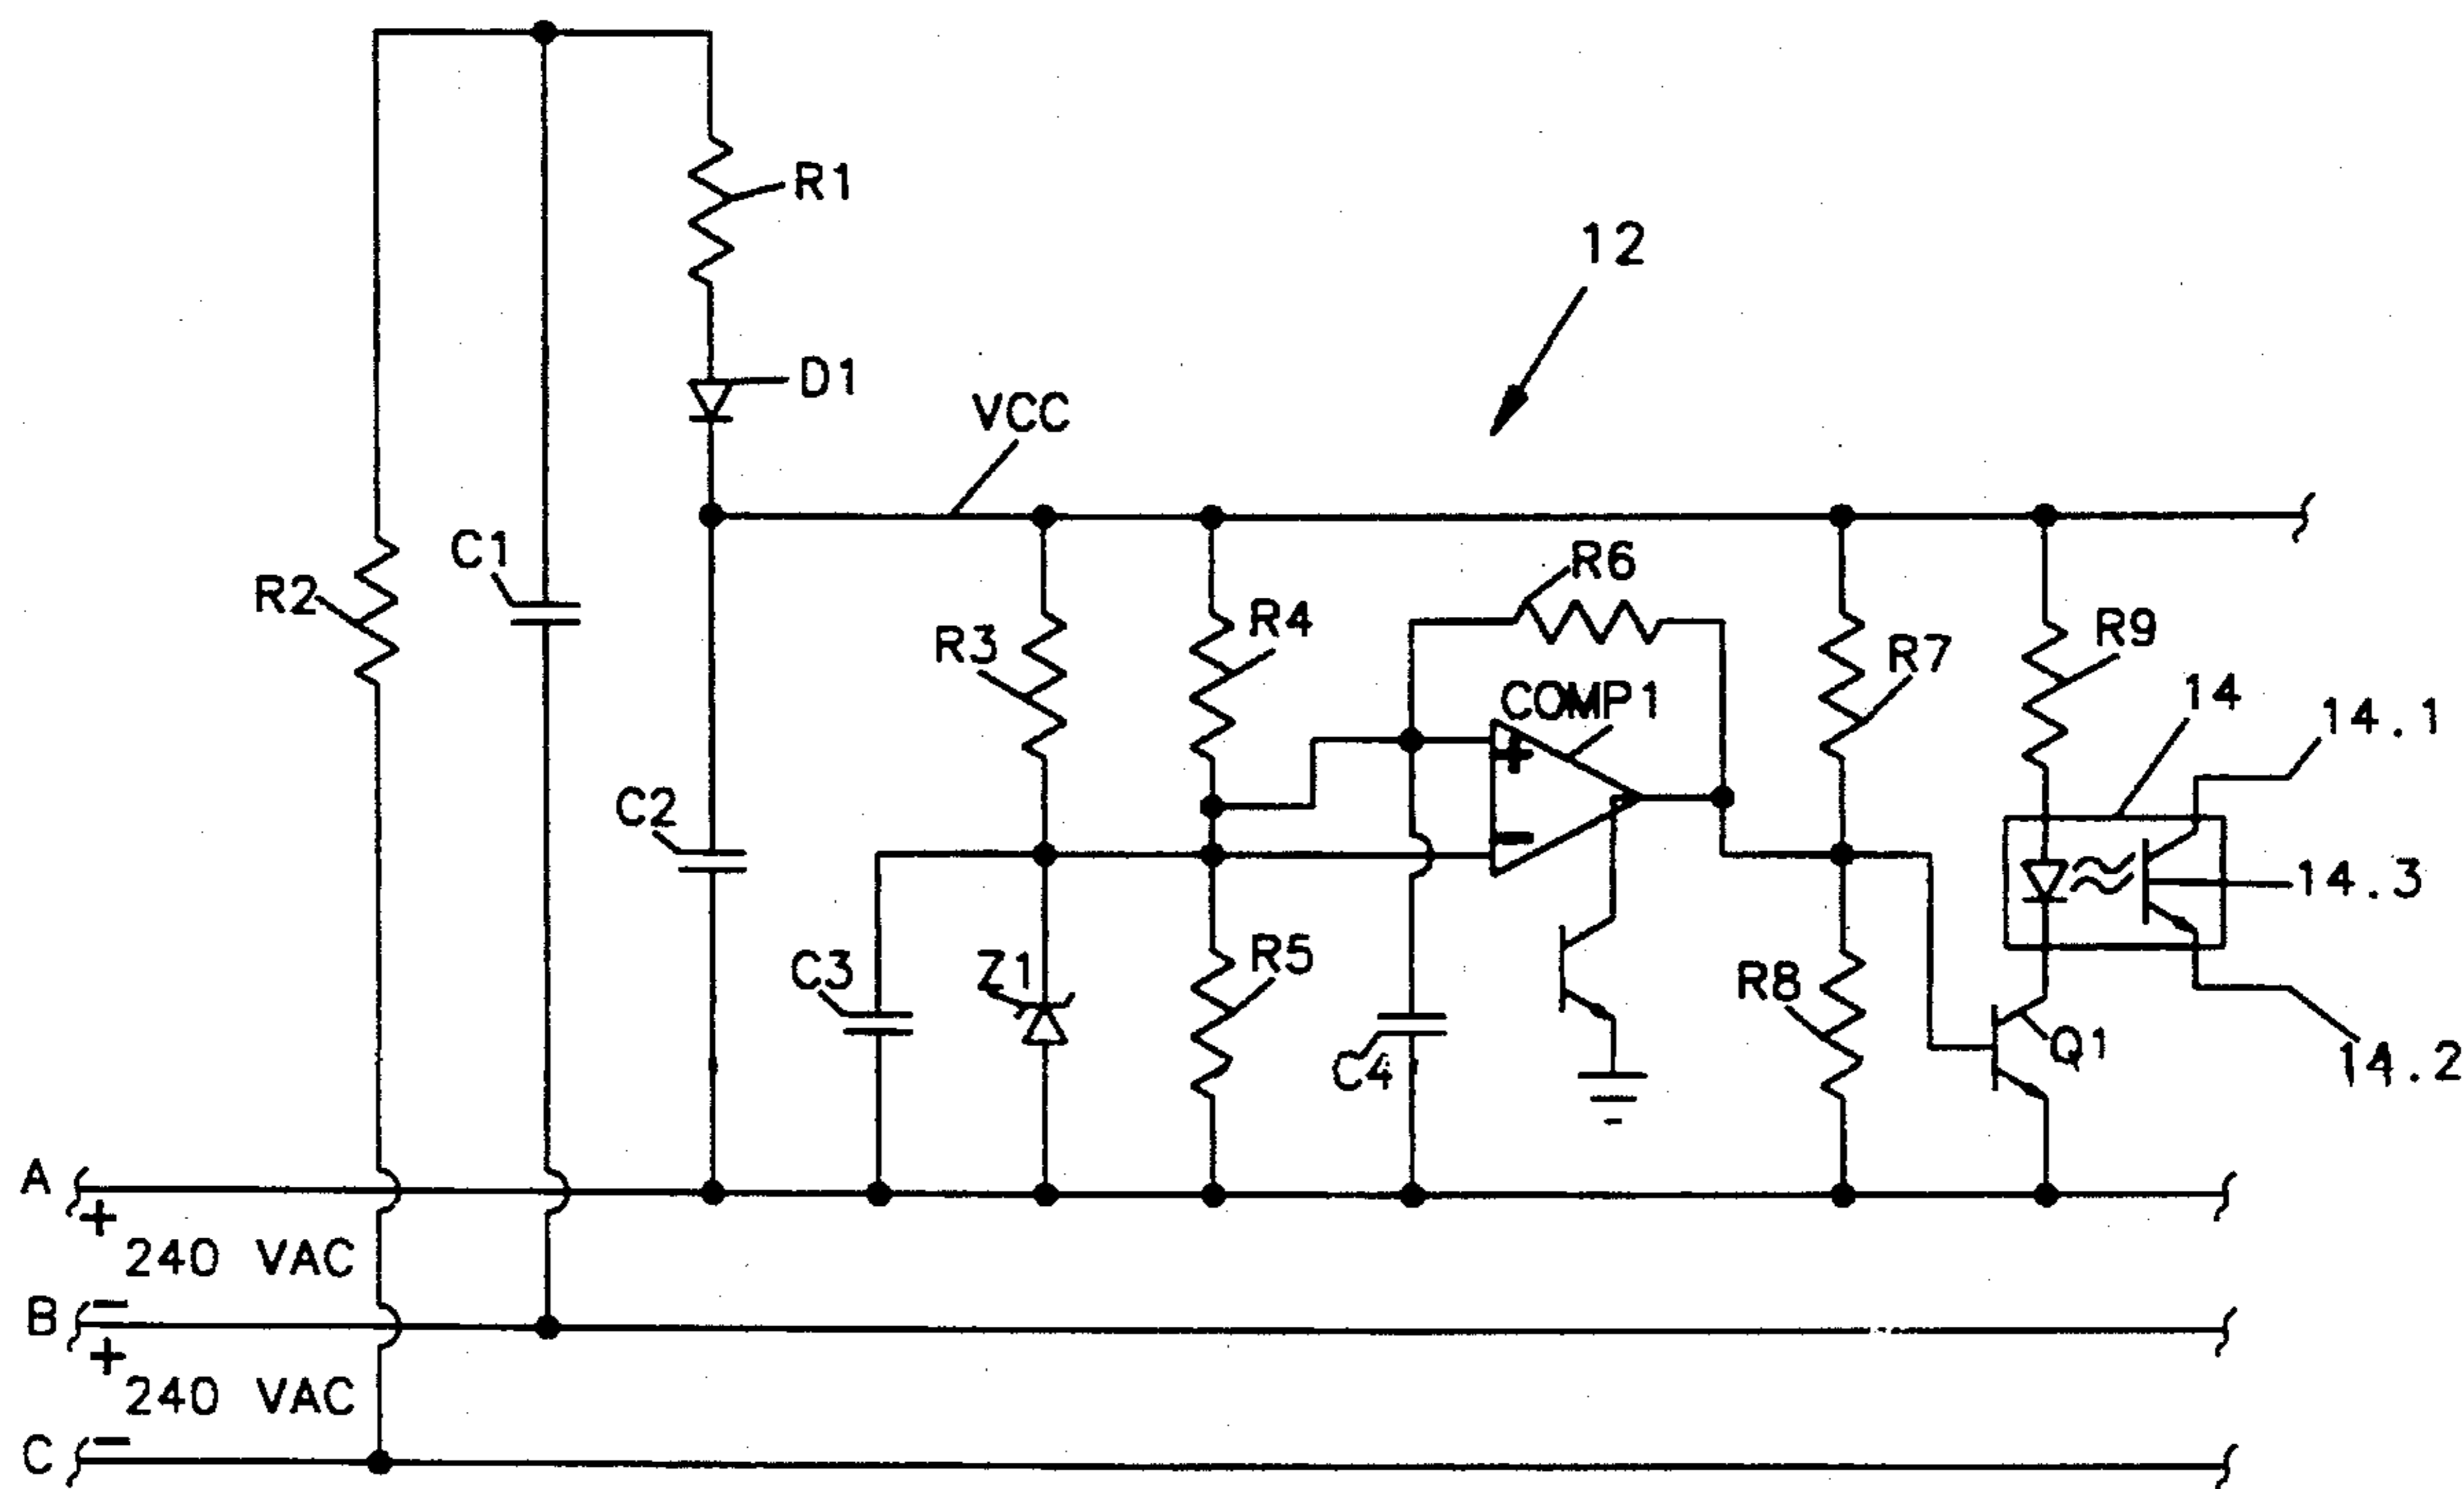 R1
12
D1
VCC
C1
R2
R6
R4
R3
R9
R7
COMP1
14
14.1
+
C2
-
14.3
R5
C3
Z1
R8
Q1
C4
14.2
A
+
240 VAC
B -
+
240 VAC
C -